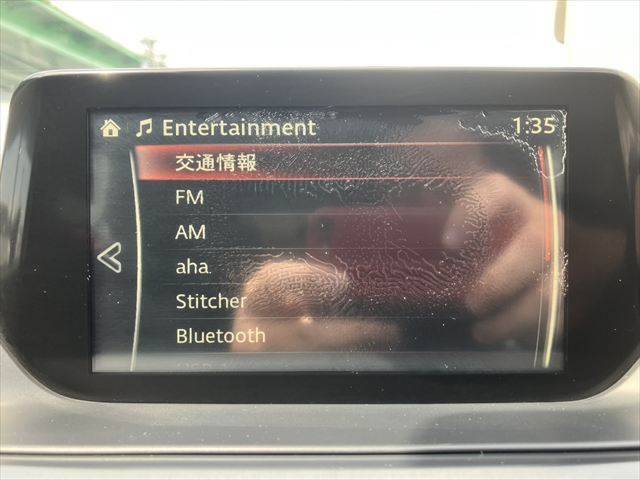 Entertainment 1:35
交通情報
FM
AM
aha
Stitcher
Bluetooth